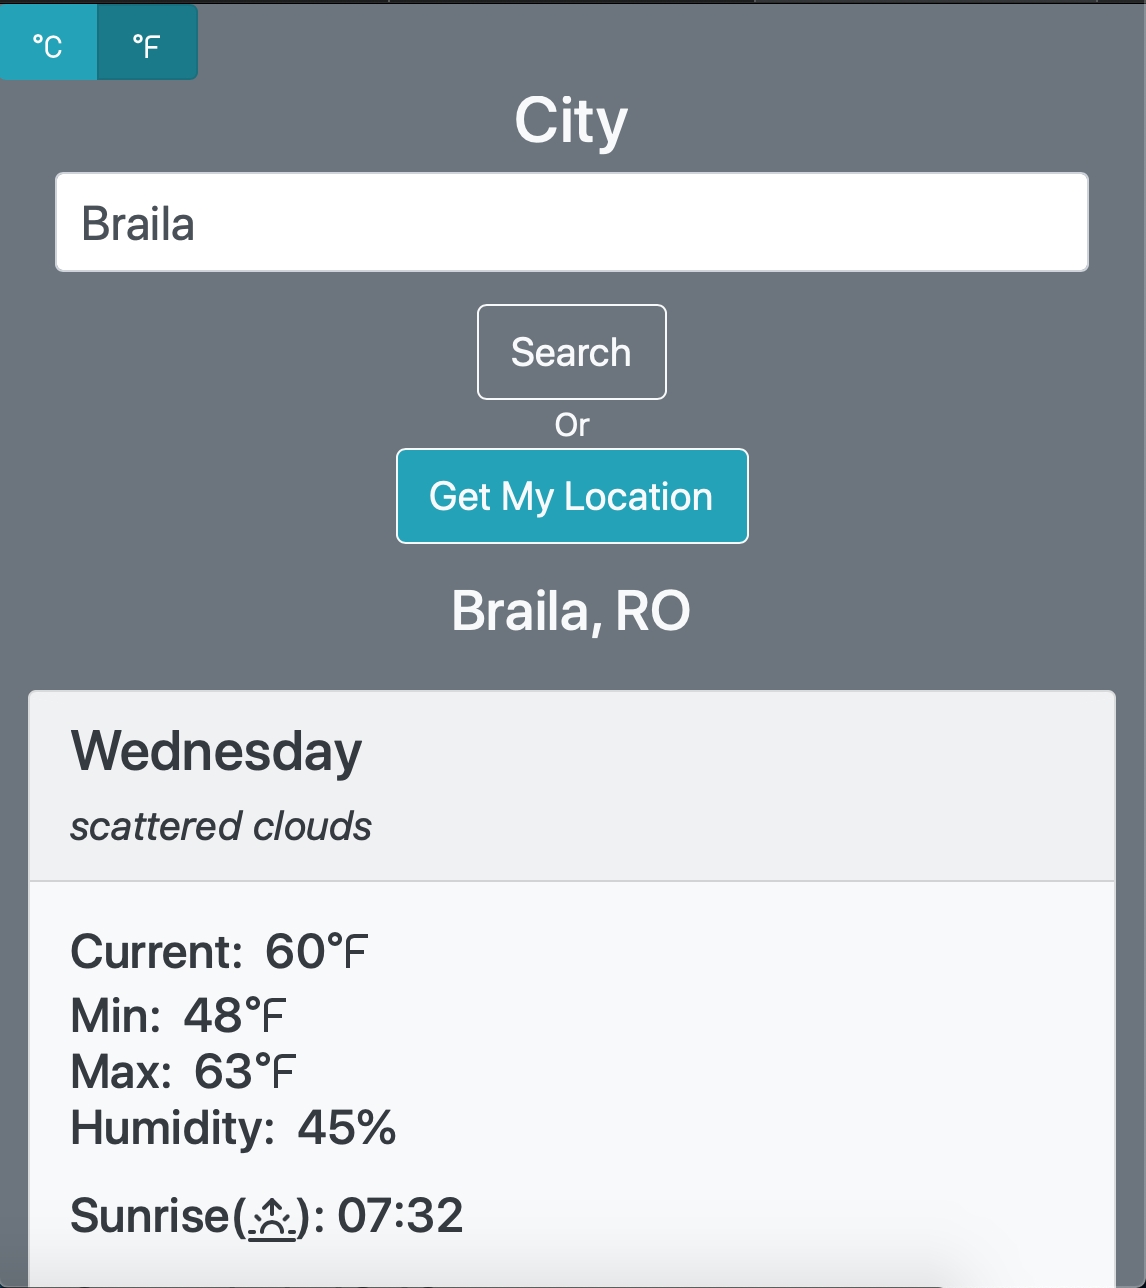 °C °F
City
Braila
Search
Or
Get My Location
Braila, RO
Wednesday
scattered clouds
Current: 60°F
Min: 48°F
Max: 63°F
Humidity: 45%
Sunrise(): 07:32